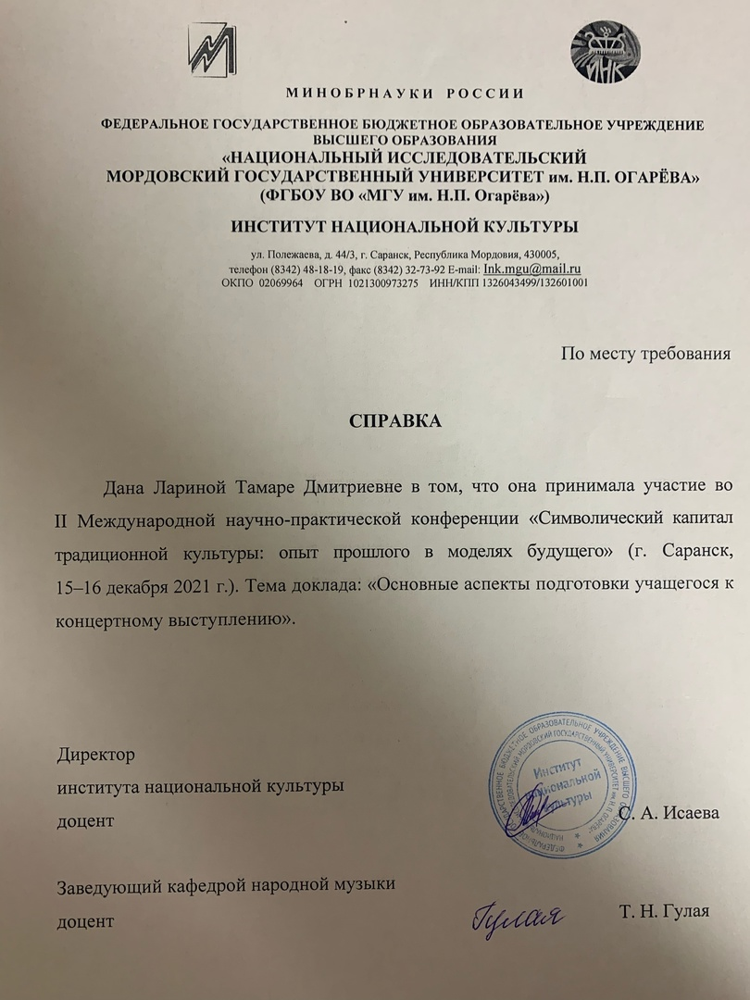 ИНК
МИНОБРНАУКИ РОССИИ
ФЕДЕРАЛЬНОЕ ГОСУДАРСТВЕННОЕ БЮДЖЕТНОЕ ОБРАЗОВАТЕЛЬНОЕ УЧРЕЖДЕНИЕ
ВЫСШЕГО ОБРАЗОВАНИЯ
«НАЦИОНАЛЬНЫЙ ИССЛЕДОВАТЕЛЬСКИЙ
МОРДОВСКИЙ ГОСУДАРСТВЕННЫЙ УНИВЕРСИТЕТ им. Н.П. ОГАРЁВА»
(ФГБОУ ВО «МГУ им. Н.П. Огарёва»)
ИНСТИТУТ НАЦИОНАЛЬНОЙ КУЛЬТУРЫ
ул. Полежаева, д. 44/3, г. Саранск, Республика Мордовия, 430005,
телефон (8342) 48-18-19, факс (8342) 32-73-92 E-mail: Ink.mgu@mail.ru
ОКПО 02069964 ОГРН 1021300973275 ИНН/КПП 1326043499/132601001
По месту требования
СПРАВКА
Дана Лариной Тамаре Дмитриевне в том, что она принимала участие во
II Международной научно-практической конференции «Символический капитал
традиционной культуры: опыт прошлого в моделях будущего» (г. Саранск,
15–16 декабря 2021 г.). Тема доклада: «Основные аспекты подготовки учащегося к
концертному выступлению».
Директор
института национальной культуры
доцент
С. А. Исаева
Институт
национальной
культуры
Заведующий кафедрой народной музыки
доцент
Гулая
Т. Н. Гулая